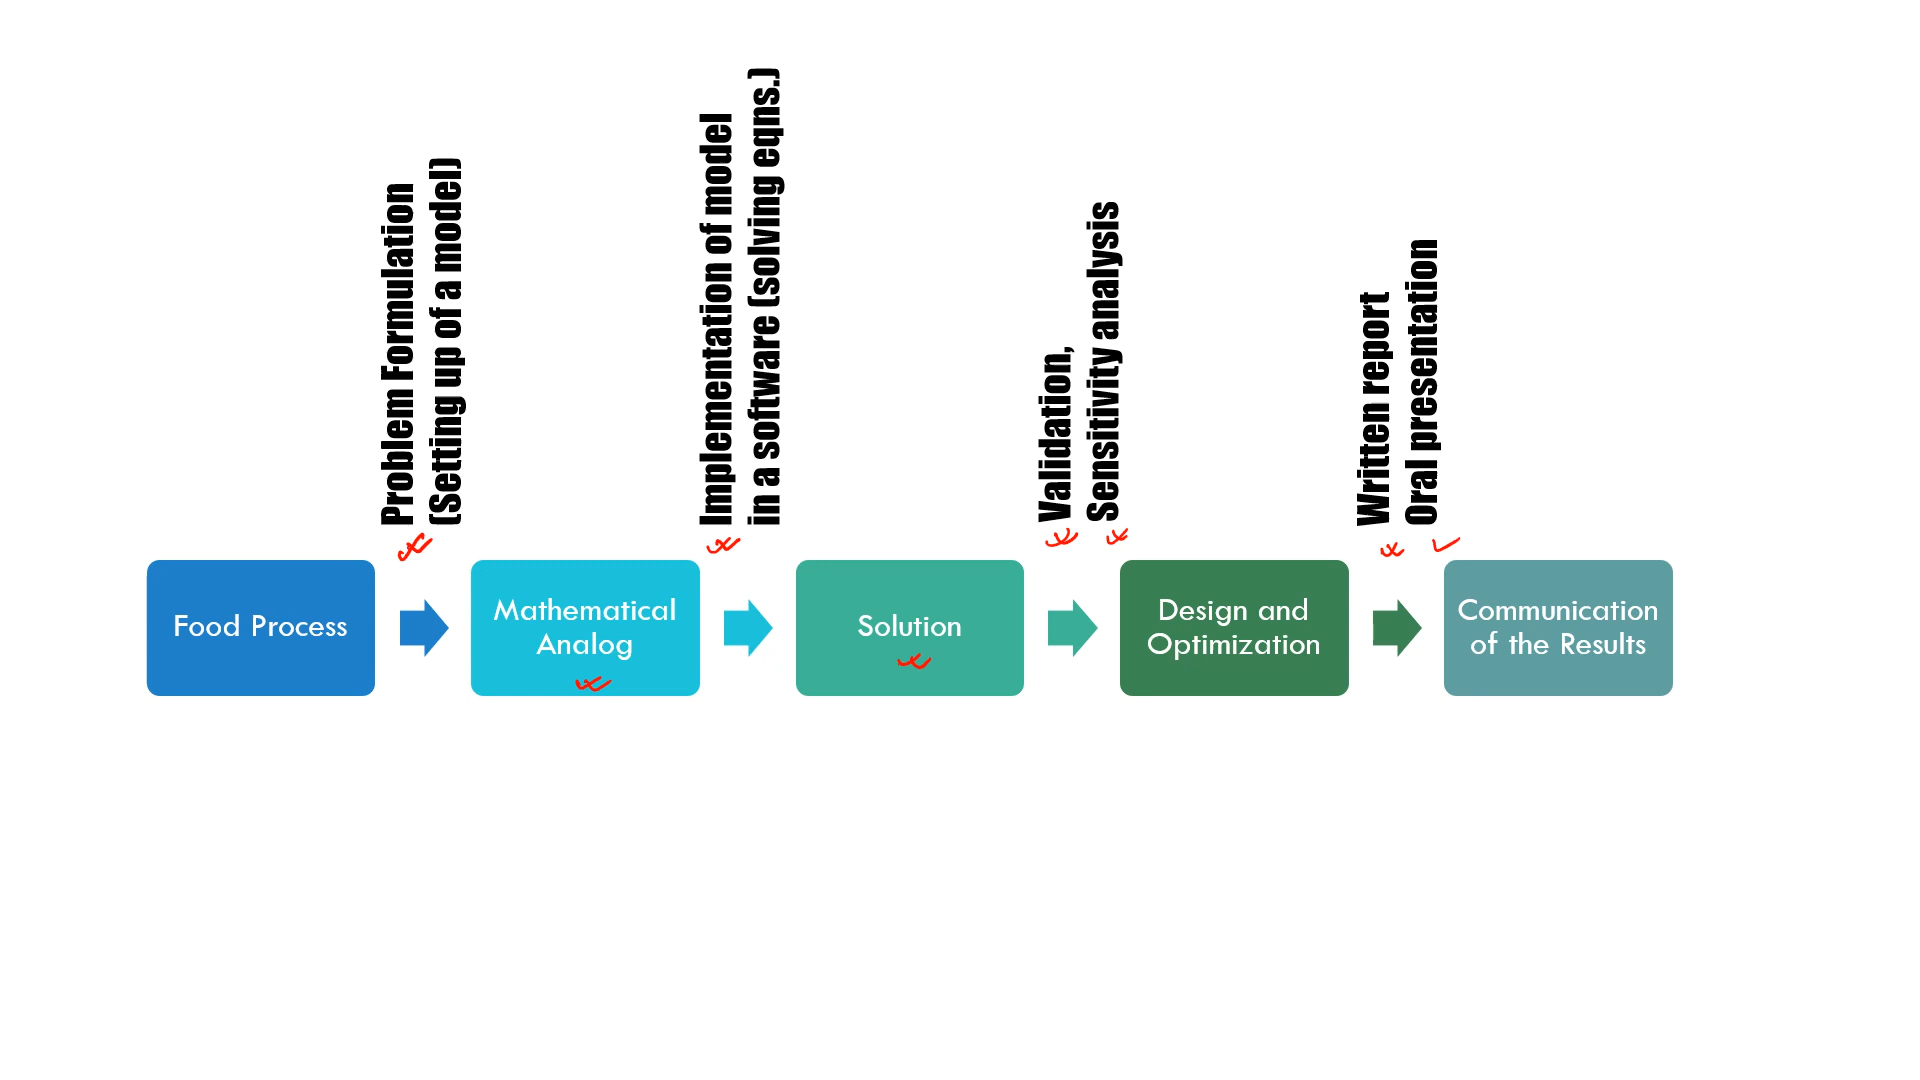 Problem Formulation
(Setting up of a model)
Implementation of model
in a software (solving eqns.)
Validation,
Sensitivity analysis
Written report
Oral presentation
Food Process
Mathematical
Analog
Solution
Design and
Optimization
Communication
of the Results